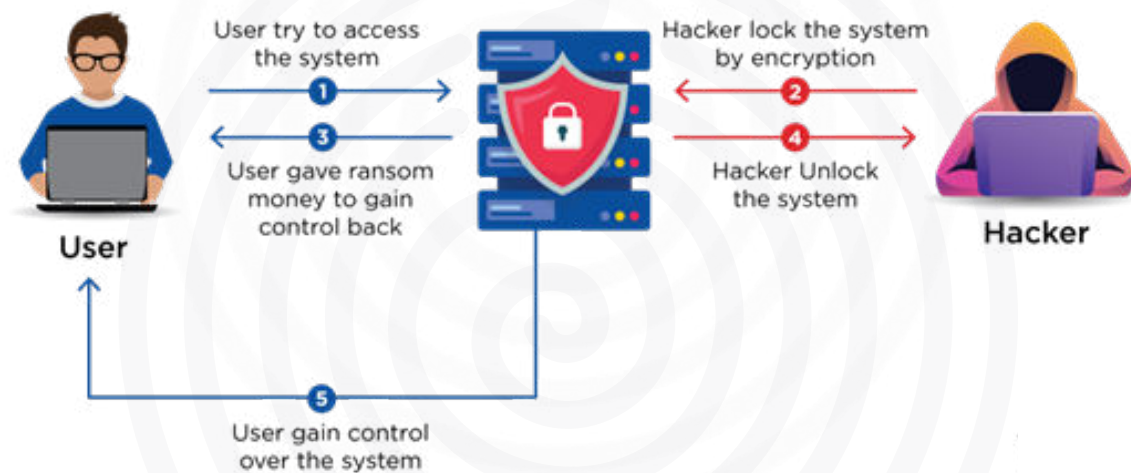 User try to access
the system
1
Hacker lock the system
by encryption
2
3
User gave ransom
money to gain
control back
4
Hacker Unlock
the system
User
Hacker
5
User gain control
over the system